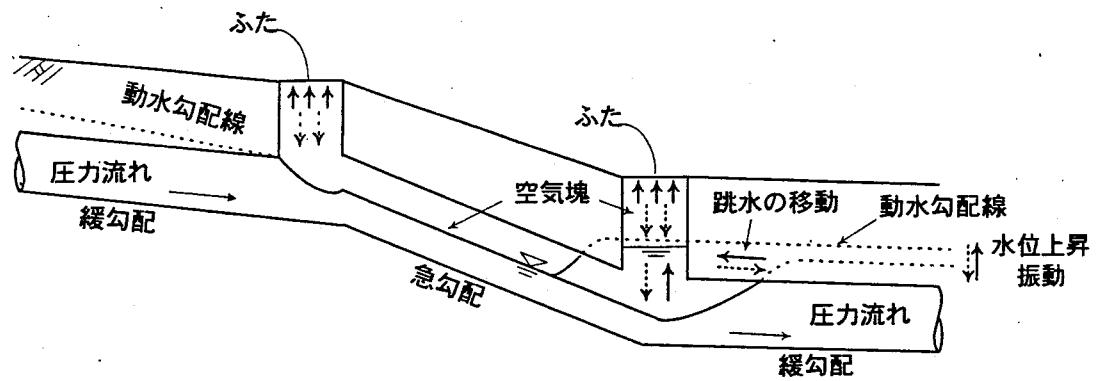 ふた
動水勾配線
圧力流れ
緩勾配
ふた
空気塊
跳水の移動
動水勾配線
水位上昇
振動
急勾配
圧力流れ
緩勾配